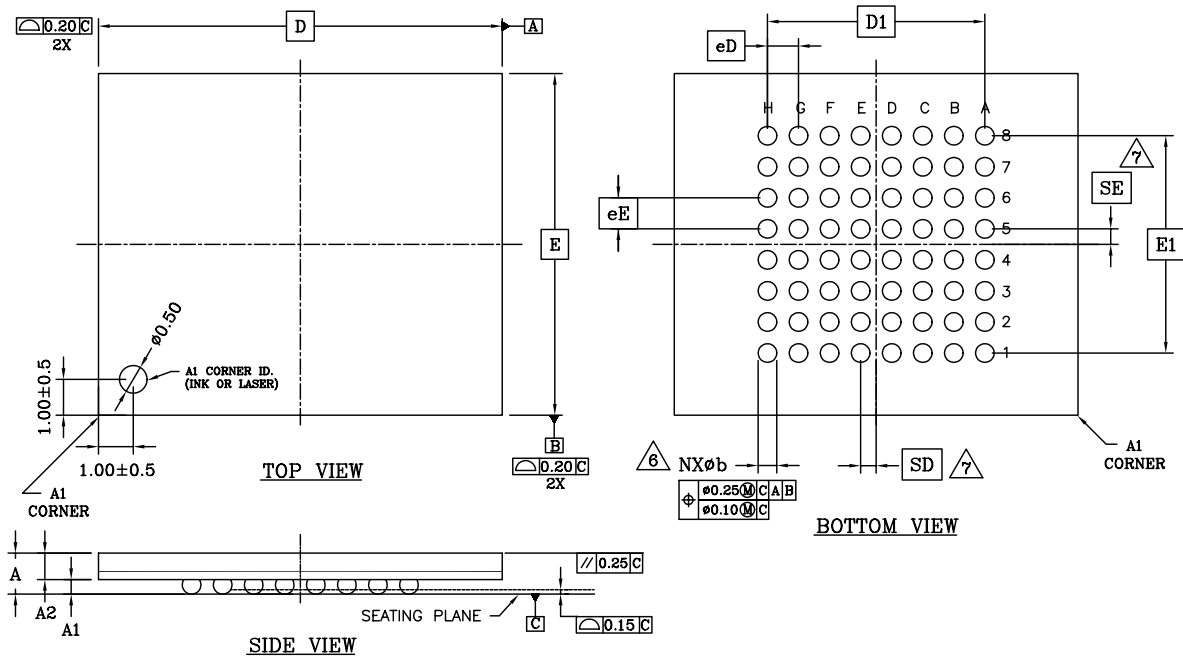 ⌓ 0.20 C
2X
D
A
E
ø0.50
A1 CORNER ID.
(INK OR LASER)
1.00±0.5
1.00±0.5
B
⌓ 0.20 C
2X
A1
CORNER
TOP VIEW
D1
eD
H G F E D C B A
8
7
6
5
4
3
2
1
7
SE
eE
E1
6 NXøb
SD 7
⌖ ø0.25Ⓜ C A B
ø0.10Ⓜ C
A1
CORNER
BOTTOM VIEW
A
A2
A1
// 0.25 C
SEATING PLANE
C
⌓ 0.15 C
SIDE VIEW